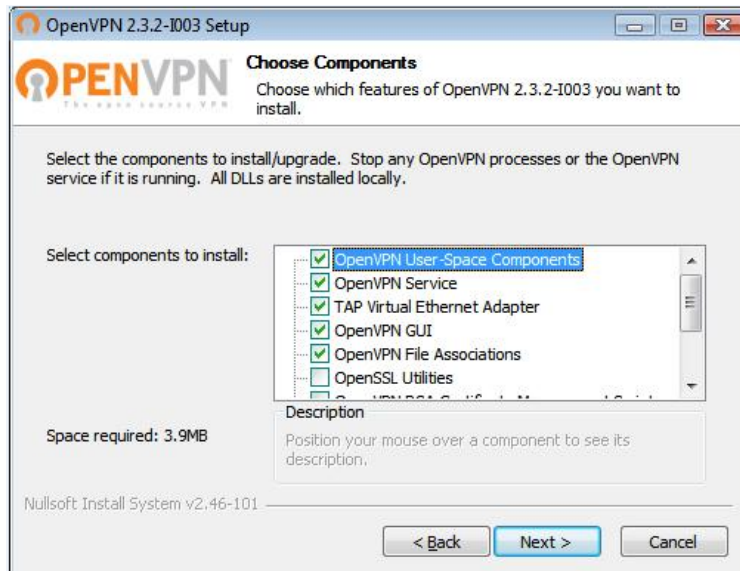 OpenVPN 2.3.2-I003 Setup
OPENVPN
The open source VPN
Choose Components
Choose which features of OpenVPN 2.3.2-I003 you want to
install.
Select the components to install/upgrade. Stop any OpenVPN processes or the OpenVPN
service if it is running. All DLLs are installed locally.
Select components to install:
OpenVPN User-Space Components
OpenVPN Service
TAP Virtual Ethernet Adapter
OpenVPN GUI
OpenVPN File Associations
OpenSSL Utilities
Space required: 3.9MB
Description
Position your mouse over a component to see its
description.
Nullsoft Install System v2.46-101
< Back
Next >
Cancel